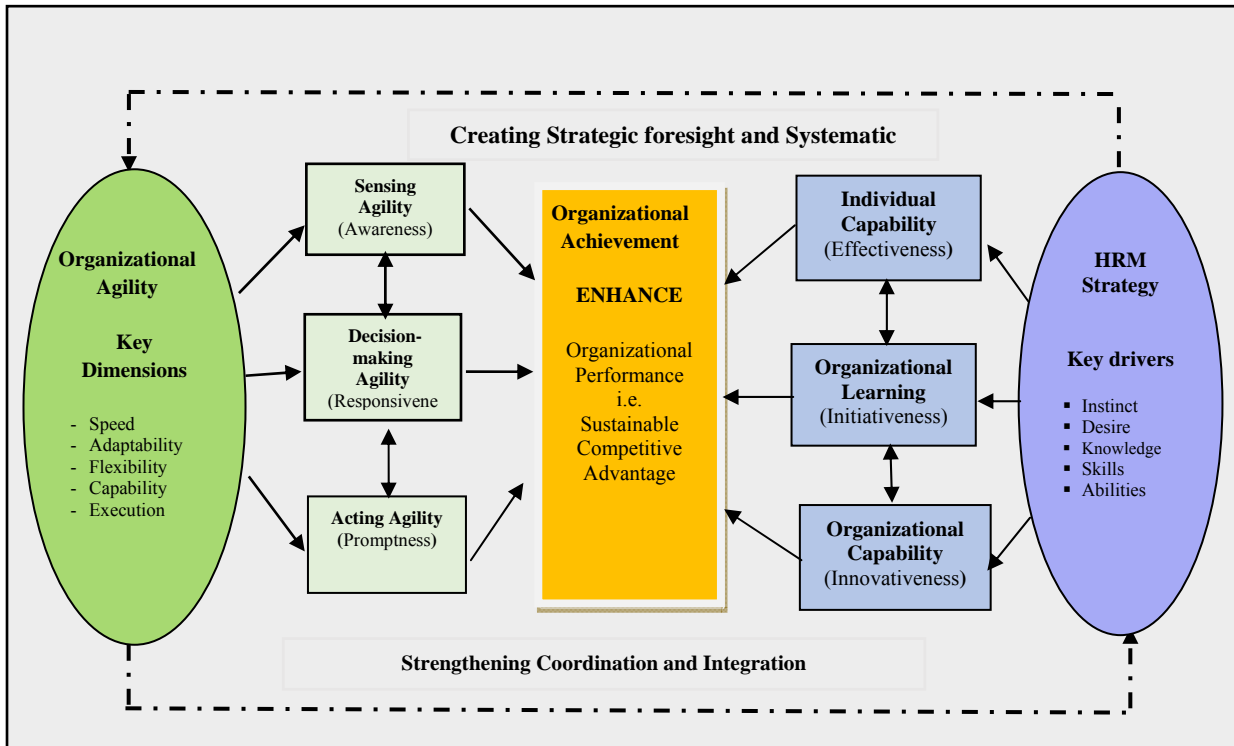 Creating Strategic foresight and Systematic
Organizational
Agility
Key
Dimensions
- Speed
- Adaptability
- Flexibility
- Capability
- Execution
Sensing
Agility
(Awareness)
Decision-
making
Agility
(Responsivene
Acting Agility
(Promptness)
Organizational
Achievement
ENHANCE
Organizational
Performance
i.e.
Sustainable
Competitive
Advantage
Individual
Capability
(Effectiveness)
Organizational
Learning
(Initiativeness)
Organizational
Capability
(Innovativeness)
HRM
Strategy
Key drivers
▪ Instinct
▪ Desire
▪ Knowledge
▪ Skills
▪ Abilities
Strengthening Coordination and Integration